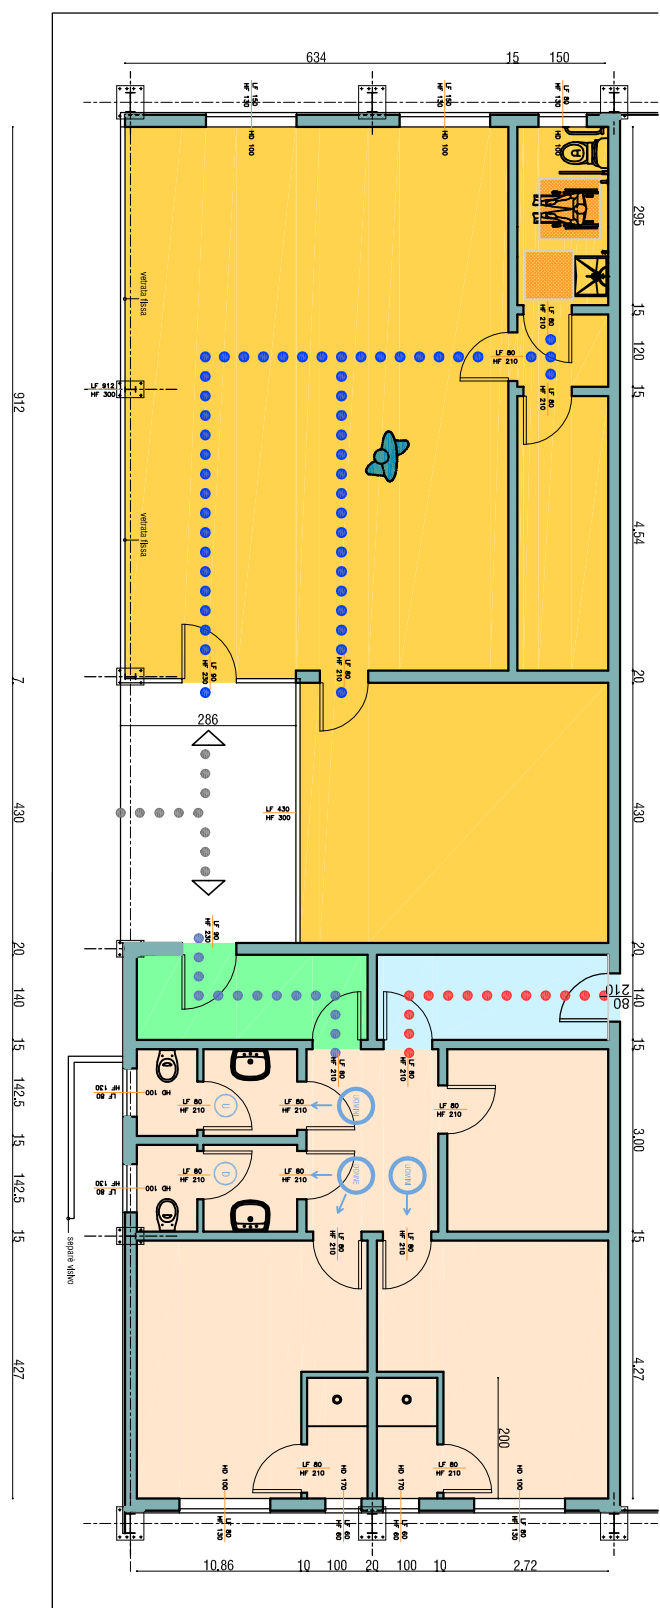 634
15
150
LF 150
HF 130
HD 100
LF 150
HF 130
HD 100
LF 80
HF 130
HD 100
295
vetrata fissa
15
LF 80
HF 210
120
LF 80
HF 210
15
LF 80
HF 210
LF 912
HF 300
912
vetrata fissa
4.54
LF 90
HF 230
LF 80
HF 210
7
20
286
430
LF 430
HF 300
430
LF 90
HF 230
20
20
140
80
210
140
15
LF 80
HF 210
LF 80
HF 210
15
142.5
LF 80
HF 130
HD 100
LF 80
HF 210
U
LF 80
HF 210
UOMINI
LF 80
HF 210
3.00
15
142.5
LF 80
HF 130
HD 100
LF 80
HF 210
D
LF 80
HF 210
DONNE
UOMINI
15
LF 80
HF 210
LF 80
HF 210
15
separè visivo
427
4.27
200
LF 80
HF 210
LF 80
HF 210
HD 100
HD 170
HD 170
HD 100
LF 80
HF 130
LF 60
HF 60
LF 60
HF 60
LF 80
HF 130
10.86
10
100
20
100
10
2.72